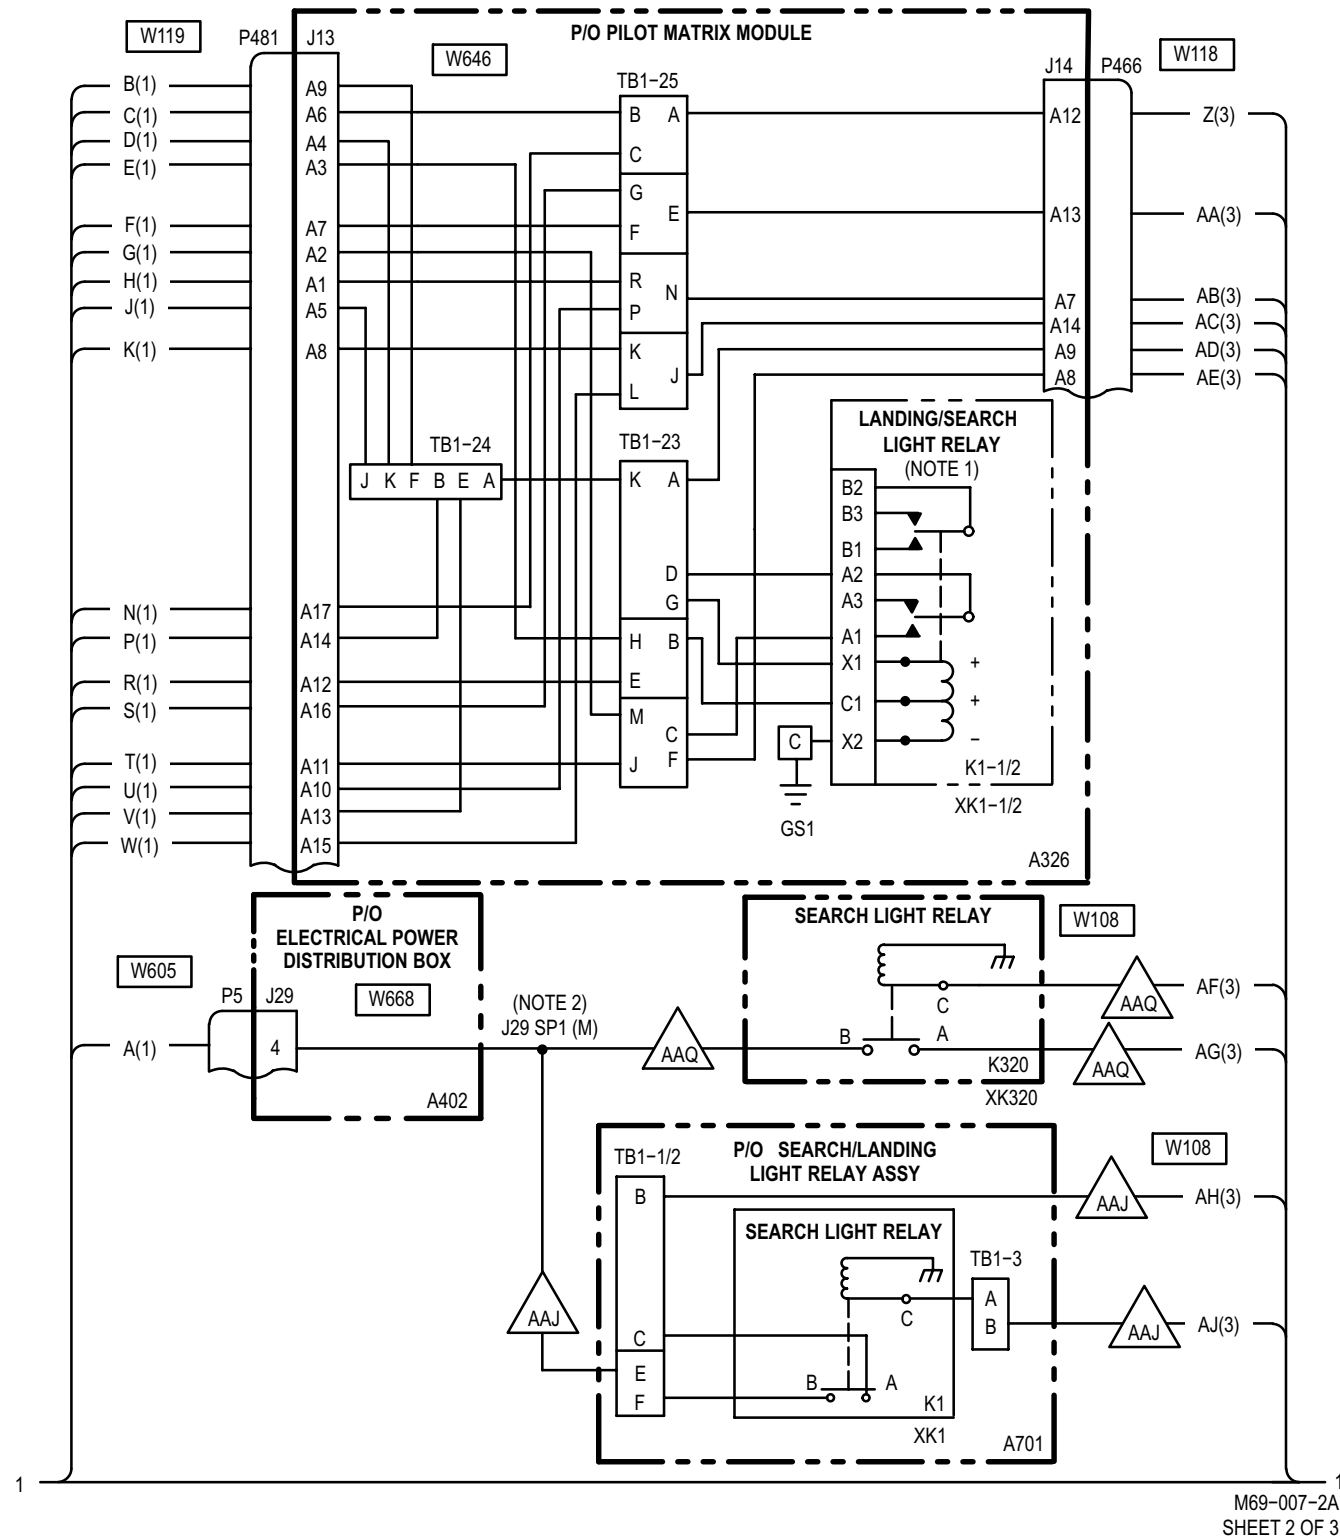 P/O PILOT MATRIX MODULE
W119
P481
J13
W646
TB1−25
J14
P466
W118
B(1)
C(1)
D(1)
E(1)
F(1)
G(1)
H(1)
J(1)
K(1)
N(1)
P(1)
R(1)
S(1)
T(1)
U(1)
V(1)
W(1)
A9
A6
A4
A3
A7
A2
A1
A5
A8
A17
A14
A12
A16
A11
A10
A13
A15
B A
C
G
E
F
R
N
P
K
J
L
A12
A13
A7
A14
A9
A8
Z(3)
AA(3)
AB(3)
AC(3)
AD(3)
AE(3)
TB1−24
J K F B E A
TB1−23
K A
D
G
H B
E
M
C
J F
LANDING/SEARCH
LIGHT RELAY
(NOTE 1)
B2
B3
B1
A2
A3
A1
X1 +
C1 +
X2 −
C
GS1
K1−1/2
XK1−1/2
A326
P/O
ELECTRICAL POWER
DISTRIBUTION BOX
W605
P5
J29
W668
A(1)
4
A402
(NOTE 2)
J29 SP1 (M)
AAQ
SEARCH LIGHT RELAY
W108
C
B
A
K320
XK320
AAQ
AF(3)
AAQ
AG(3)
P/O SEARCH/LANDING
LIGHT RELAY ASSY
TB1−1/2
W108
B
AAJ
AH(3)
SEARCH LIGHT RELAY
TB1−3
C
A
B
AAJ
AJ(3)
AAJ
C
E
F
B
A
K1
XK1
A701
1
1
M69−007−2A
SHEET 2 OF 3